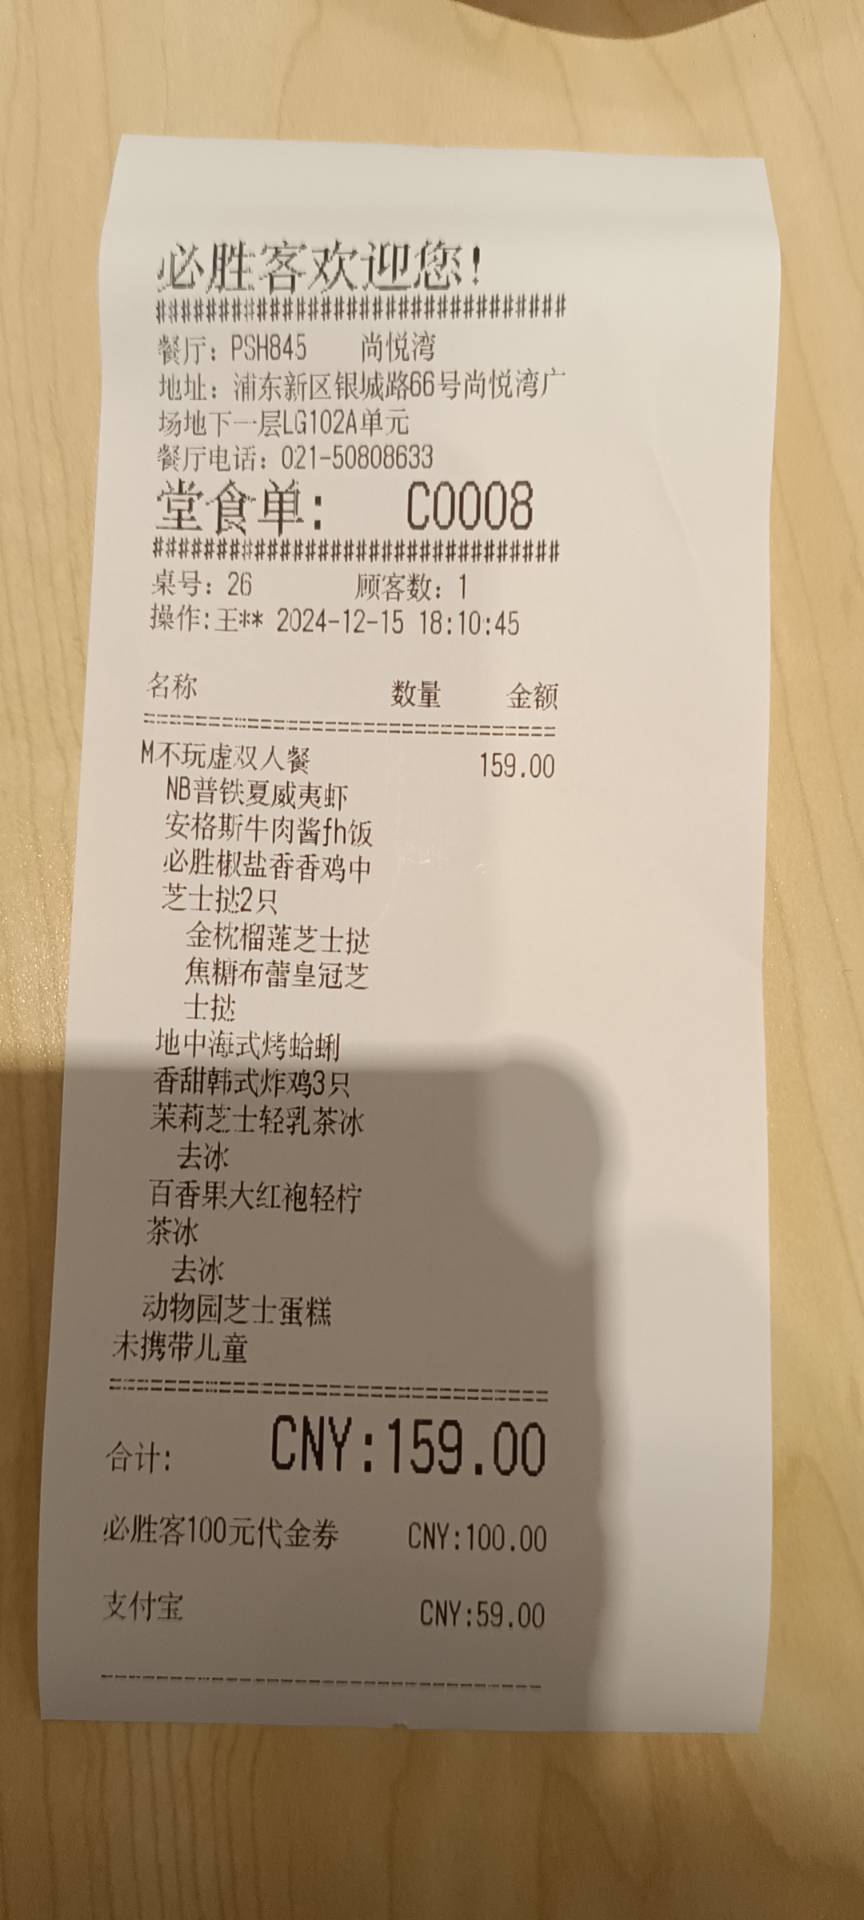 必胜客欢迎您!
################################
餐厅: PSH845 尚悦湾
地址: 浦东新区银城路66号尚悦湾广
场地下一层LG102A单元
餐厅电话: 021-50808633
堂食单: C0008
################################
桌号: 26 顾客数: 1
操作:王** 2024-12-15 18:10:45
名称 数量 金额
==================================
M不玩虚双人餐 159.00
NB普铁夏威夷虾
安格斯牛肉酱fh饭
必胜椒盐香香鸡中
芝士挞2只
金枕榴莲芝士挞
焦糖布蕾皇冠芝
士挞
地中海式烤蛤蜊
香甜韩式炸鸡3只
茉莉芝士轻乳茶冰
去冰
百香果大红袍轻柠
茶冰
去冰
动物园芝士蛋糕
未携带儿童
==================================
合计: CNY:159.00
必胜客100元代金券 CNY:100.00
支付宝 CNY:59.00
----------------------------------